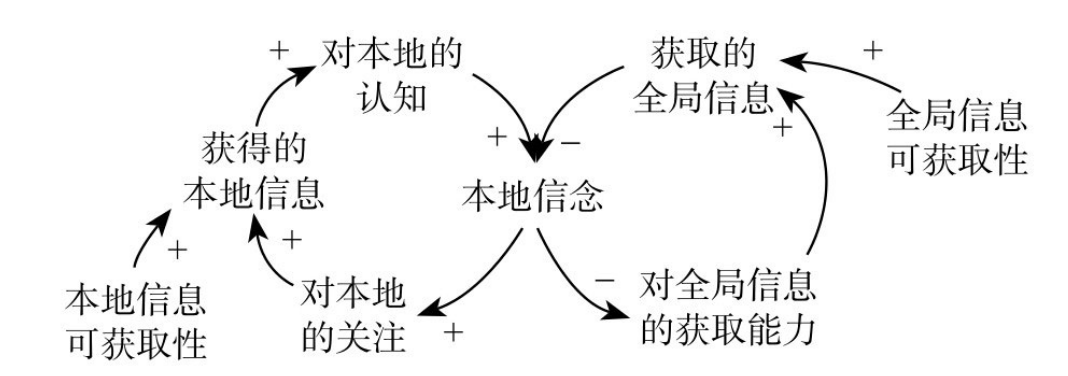 +
对本地的
认知
获取的
全局信息
+
全局信息
可获取性
获得的
本地信息
+
−
+
本地信念
+
+
本地信息
可获取性
对本地
的关注
+
−
对全局信息
的获取能力